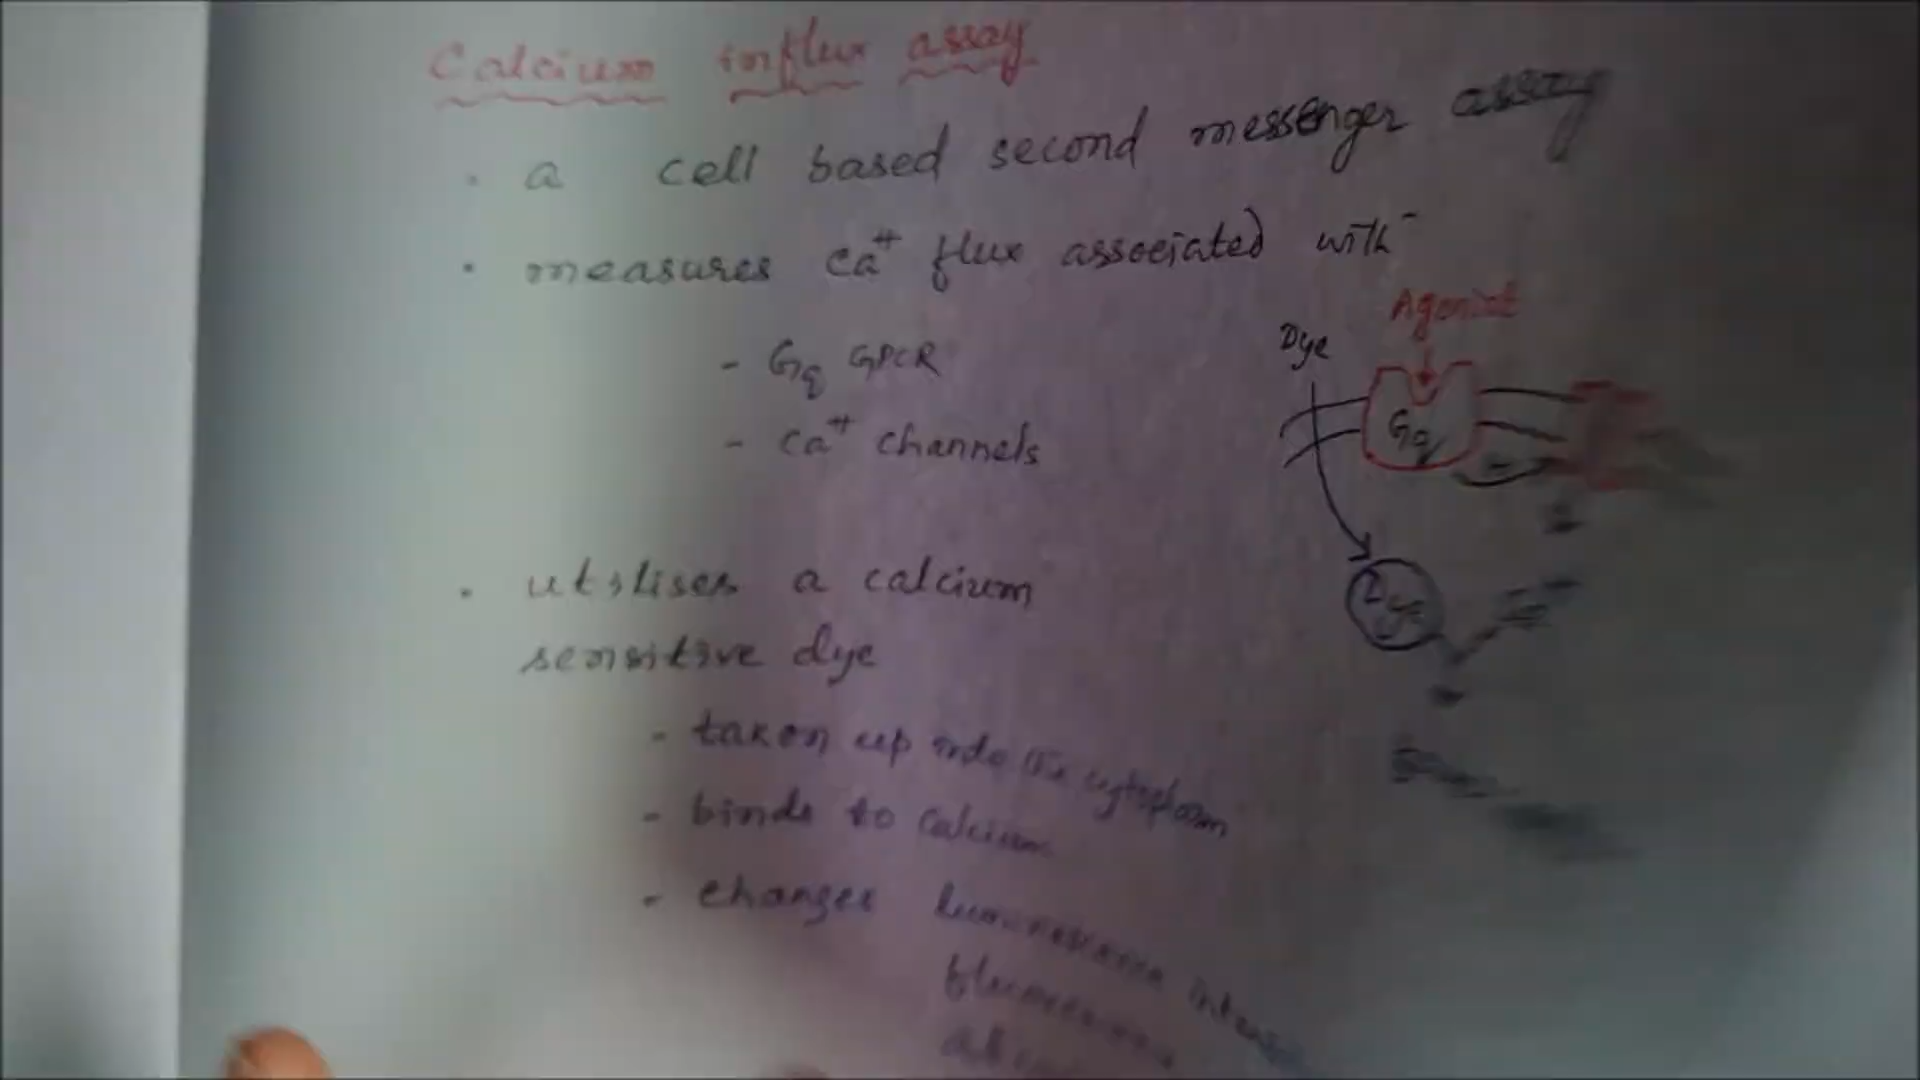 Calcium influx assay
· a cell based second messenger assay
· measures Ca++ flux associated with
- Gq GPCR
- Ca++ channels
Agonist
Dye
Gq
Dye
· utilises a calcium
sensitive dye
- taken up into the cytoplasm
- binds to calcium
- changes luminescence